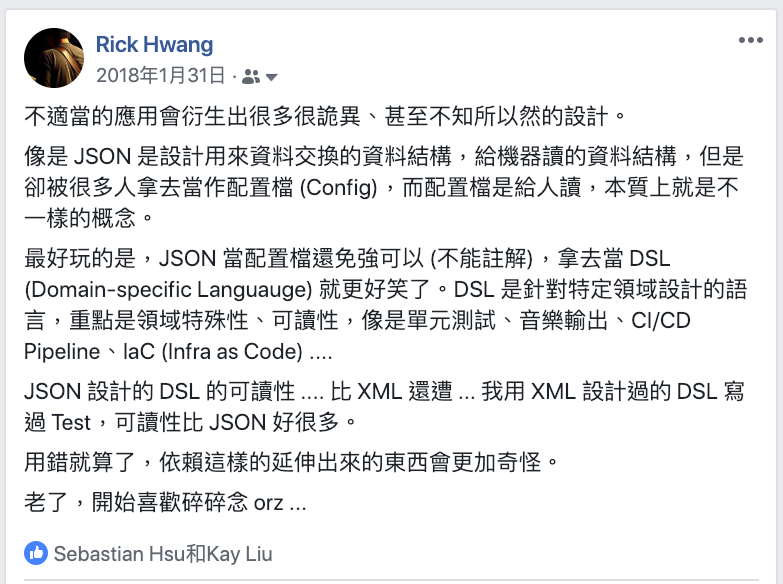 Rick Hwang
2018年1月31日 ·
不適當的應用會衍生出很多很詭異、甚至不知所以然的設計。
像是 JSON 是設計用來資料交換的資料結構，給機器讀的資料結構，但是
卻被很多人拿去當作配置檔 (Config)，而配置檔是給人讀，本質上就是不
一樣的概念。
最好玩的是，JSON 當配置檔還免強可以 (不能註解)，拿去當 DSL
(Domain-specific Languauge) 就更好笑了。DSL 是針對特定領域設計的語
言，重點是領域特殊性、可讀性，像是單元測試、音樂輸出、CI/CD
Pipeline、IaC (Infra as Code) ....
JSON 設計的 DSL 的可讀性 .... 比 XML 還遭 ... 我用 XML 設計過的 DSL 寫
過 Test，可讀性比 JSON 好很多。
用錯就算了，依賴這樣的延伸出來的東西會更加奇怪。
老了，開始喜歡碎碎念 orz ...
Sebastian Hsu和Kay Liu